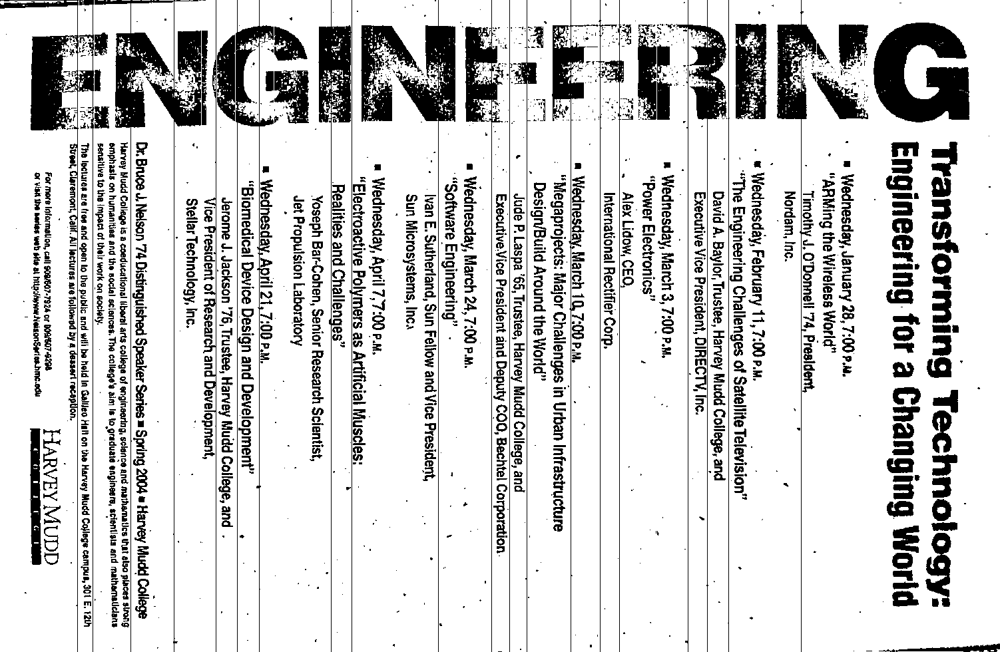 ENGINEERING
Transforming Technology:
Engineering for a Changing World
■ Wednesday, January 28, 7:00 P.M.
"ARMing the Wireless World"
Timothy J. O'Donnell '74, President,
Nordam, Inc.
■ Wednesday, February 11, 7:00 P.M.
"The Engineering Challenges of Satellite Television"
David A. Baylor, Trustee, Harvey Mudd College, and
Executive Vice President, DIRECTV, Inc.
■ Wednesday, March 3, 7:00 P.M.
"Power Electronics"
Alex Lidow, CEO,
International Rectifier Corp.
■ Wednesday, March 10, 7:00 P.M.
"Megaprojects: Major Challenges in Urban Infrastructure
Design/Build Around the World"
Jude P. Laspa '65, Trustee, Harvey Mudd College, and
Executive Vice President and Deputy COO, Bechtel Corporation
■ Wednesday, March 24, 7:00 P.M.
"Software Engineering"
Ivan E. Sutherland, Sun Fellow and Vice President,
Sun Microsystems, Inc.
■ Wednesday, April 7, 7:00 P.M.
"Electroactive Polymers as Artificial Muscles:
Realities and Challenges"
Yoseph Bar-Cohen, Senior Research Scientist,
Jet Propulsion Laboratory
■ Wednesday, April 21, 7:00 P.M.
"Biomedical Device Design and Development"
Jerome J. Jackson '76, Trustee, Harvey Mudd College, and
Vice President of Research and Development,
Stellar Technology, Inc.
Dr. Bruce J. Nelson '74 Distinguished Speaker Series ■ Spring 2004 ■ Harvey Mudd College
Harvey Mudd College is a coeducational liberal arts college of engineering, science and mathematics that also places strong
emphasis on humanities and the social sciences. The college's aim is to graduate engineers, scientists and mathematicians
sensitive to the impact of their work on society.
The lectures are free and open to the public and will be held in Galileo Hall on the Harvey Mudd College campus, 301 E. 12th
Street, Claremont, Calif. All lectures are followed by a dessert reception.
For more information, call 909/607-7924 or 909/607-9298
or visit the series web site at http://www.NelsonSeries.hmc.edu
HARVEY MUDD
COLLEGE